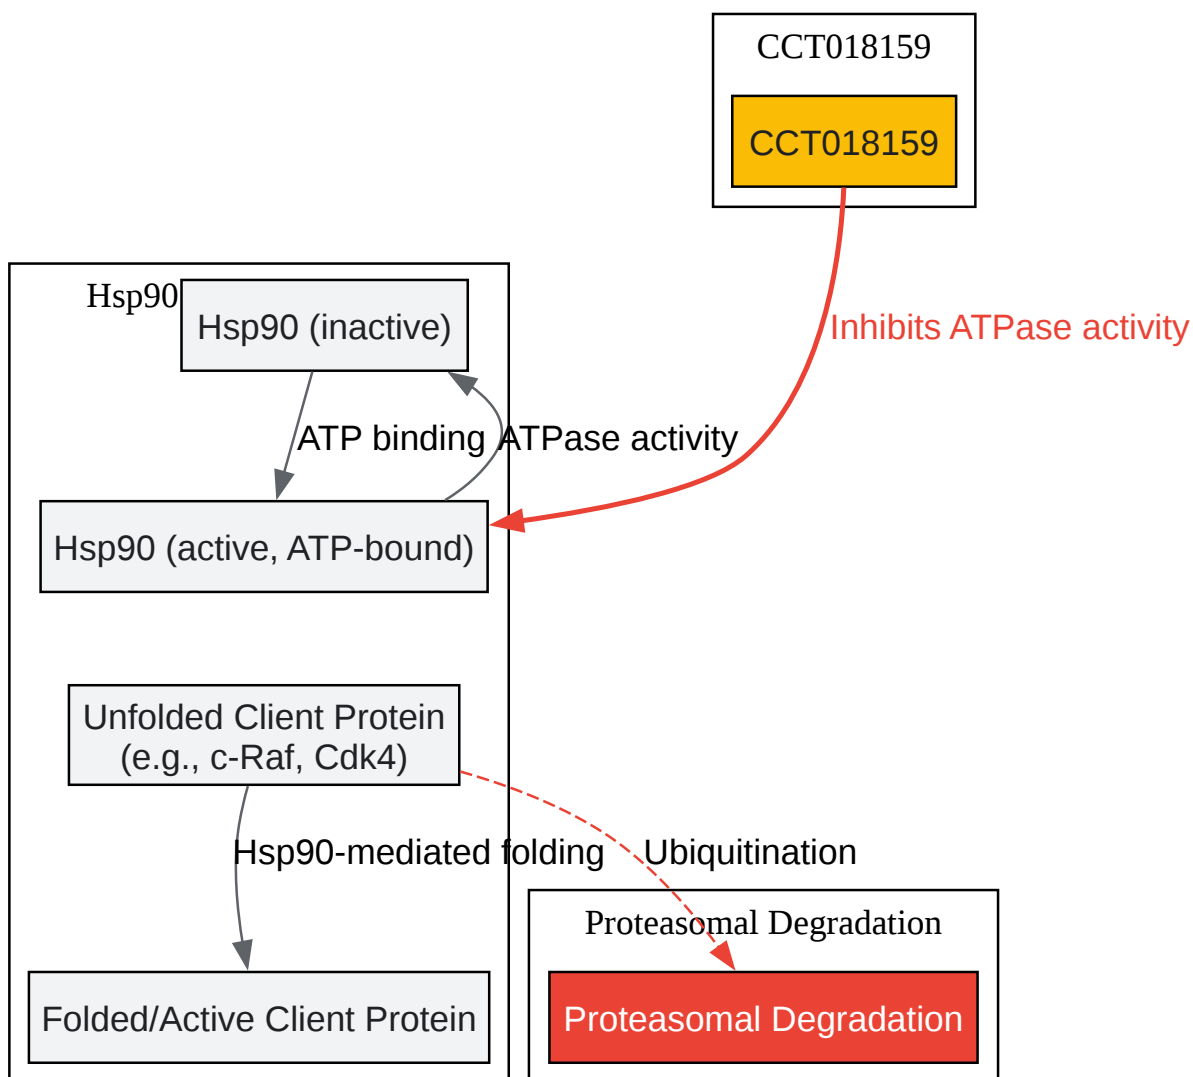 CCT018159
CCT018159
Hsp90
Hsp90 (inactive)
Inhibits ATPase activity
ATP binding
ATPase activity
Hsp90 (active, ATP-bound)
Unfolded Client Protein
(e.g., c-Raf, Cdk4)
Hsp90-mediated folding
Ubiquitination
Proteasomal Degradation
Folded/Active Client Protein
Proteasomal Degradation